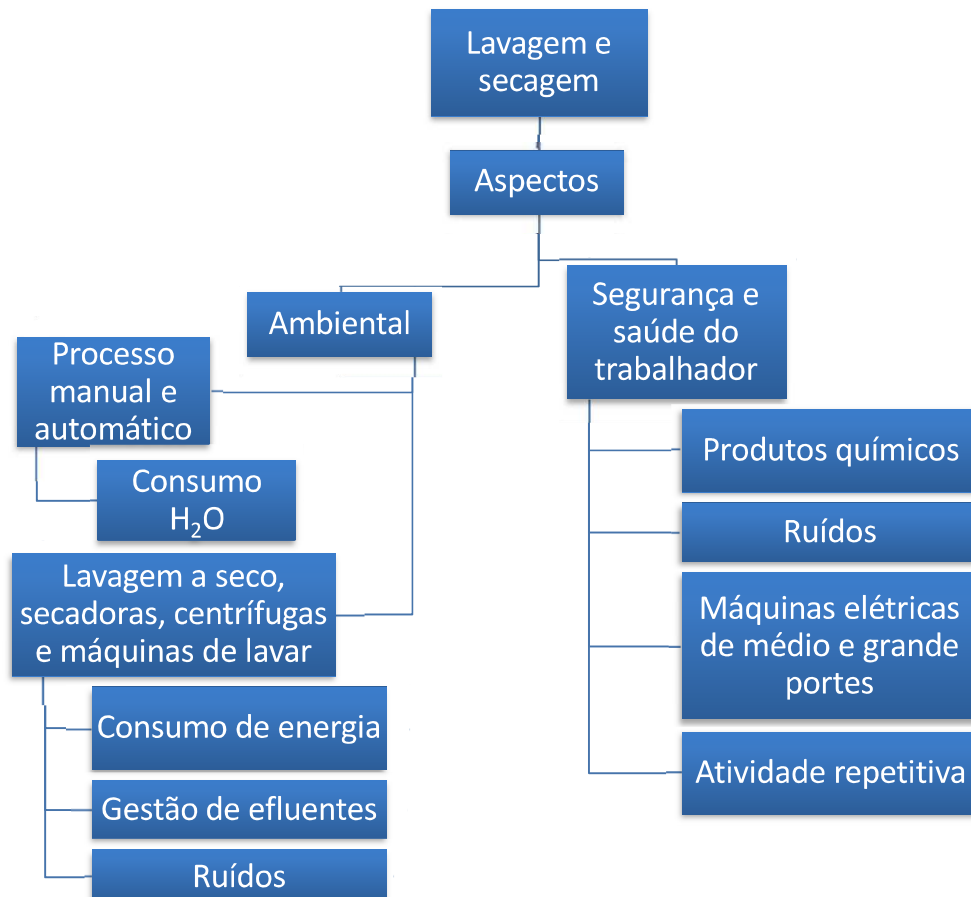 Lavagem e
secagem
Aspectos
Ambiental
Processo
manual e
automático
Consumo
H₂O
Lavagem a seco,
secadoras, centrífugas
e máquinas de lavar
Consumo de energia
Gestão de efluentes
Ruídos
Segurança e
saúde do
trabalhador
Produtos químicos
Ruídos
Máquinas elétricas
de médio e grande
portes
Atividade repetitiva